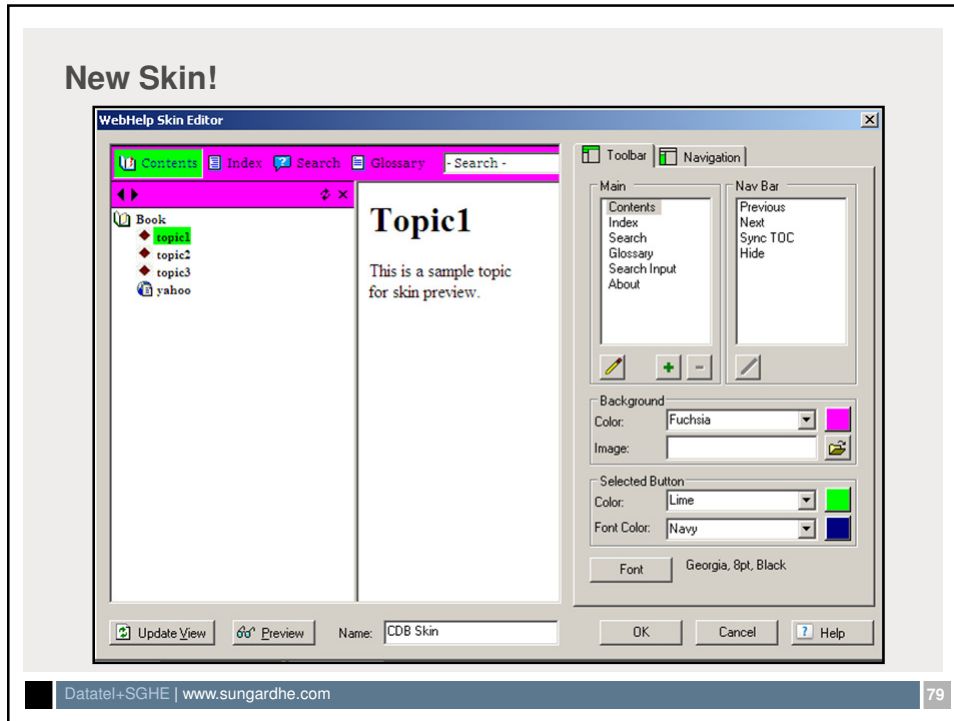 New Skin!
WebHelp Skin Editor
Contents Index Search Glossary - Search -
Book
topic1
topic2
topic3
yahoo
Topic1
This is a sample topic
for skin preview.
Toolbar Navigation
Main
Contents
Index
Search
Glossary
Search Input
About
Nav Bar
Previous
Next
Sync TOC
Hide
Background
Color: Fuchsia
Image:
Selected Button
Color: Lime
Font Color: Navy
Font Georgia, 8pt, Black
Update View Preview Name: CDB Skin OK Cancel Help
Datatel+SGHE | www.sungardhe.com 79